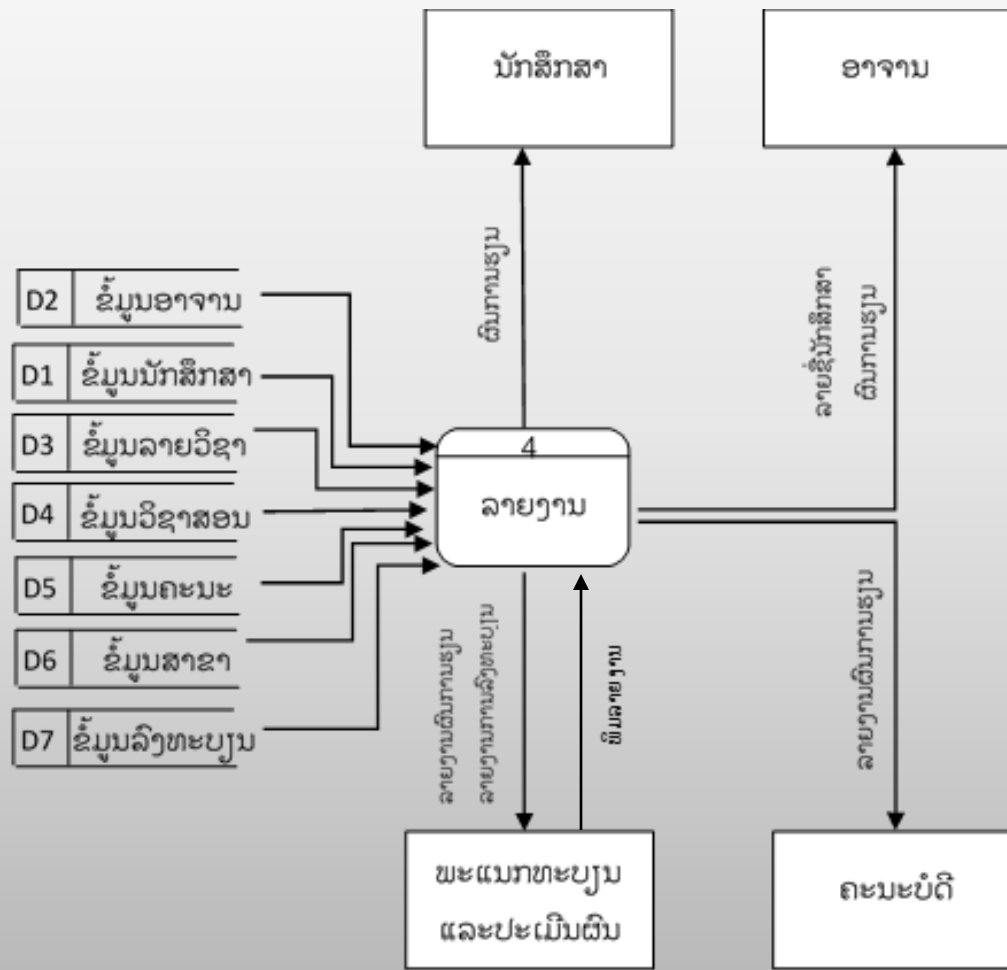 ນັກສຶກສາ
ອາຈານ
ຜົນການຮຽນ
ລາຍຊື່ນັກສຶກສາ
ຜົນການຮຽນ
D2 ຂໍ້ມູນອາຈານ
D1 ຂໍ້ມູນນັກສຶກສາ
D3 ຂໍ້ມູນລາຍວິຊາ
D4 ຂໍ້ມູນວິຊາສອນ
D5 ຂໍ້ມູນຄະນະ
D6 ຂໍ້ມູນສາຂາ
D7 ຂໍ້ມູນລົງທະບຽນ
4
ລາຍງານ
ລາຍງານຜົນການຮຽນ
ລາຍງານການລົງທະບຽນ
ພິມລາຍງານ
ລາຍງານຜົນການຮຽນ
ພະແນກທະບຽນ
ແລະປະເມີນຜົນ
ຄະນະບໍດີ